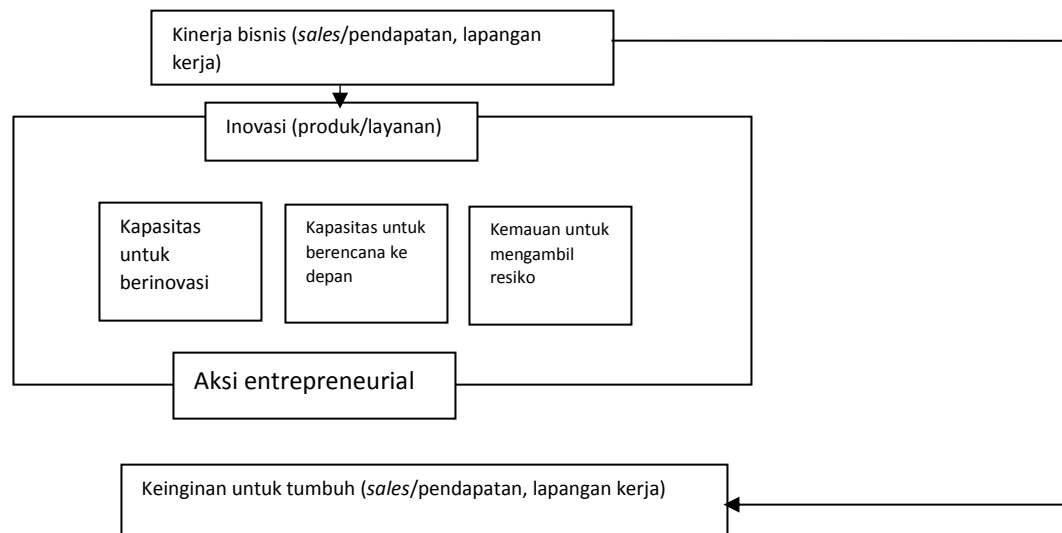 Kinerja bisnis (sales/pendapatan, lapangan
kerja)
Inovasi (produk/layanan)
Kapasitas
untuk
berinovasi
Kapasitas untuk
berencana ke
depan
Kemauan untuk
mengambil
resiko
Aksi entrepreneurial
Keinginan untuk tumbuh (sales/pendapatan, lapangan kerja)